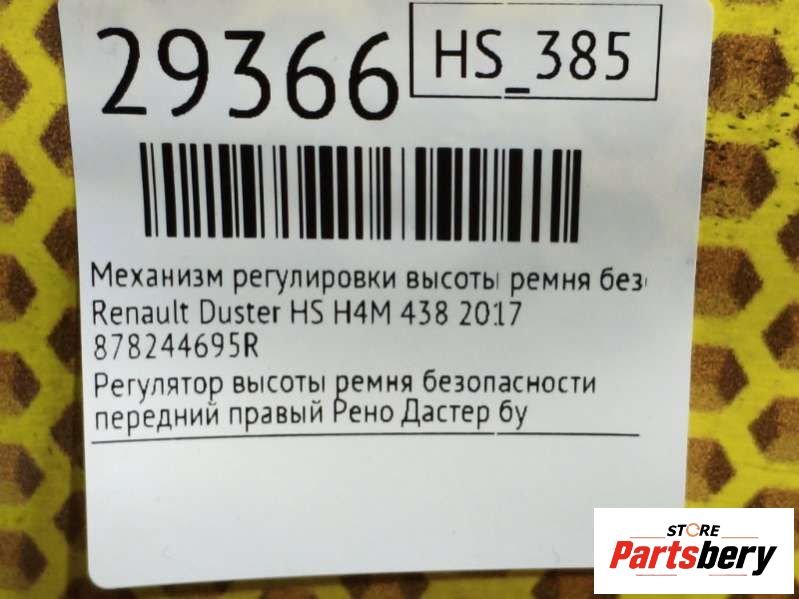 29366
HS_385
Механизм регулировки высоты ремня без
Renault Duster HS H4M 438 2017
878244695R
Регулятор высоты ремня безопасности
передний правый Рено Дастер бу
STORE
Partsbery